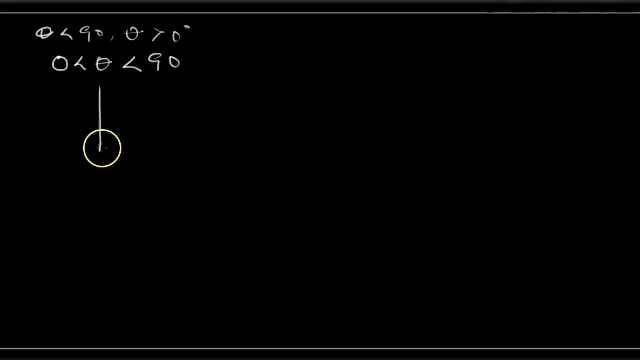 θ < 90, θ > 0°
0 < θ < 90